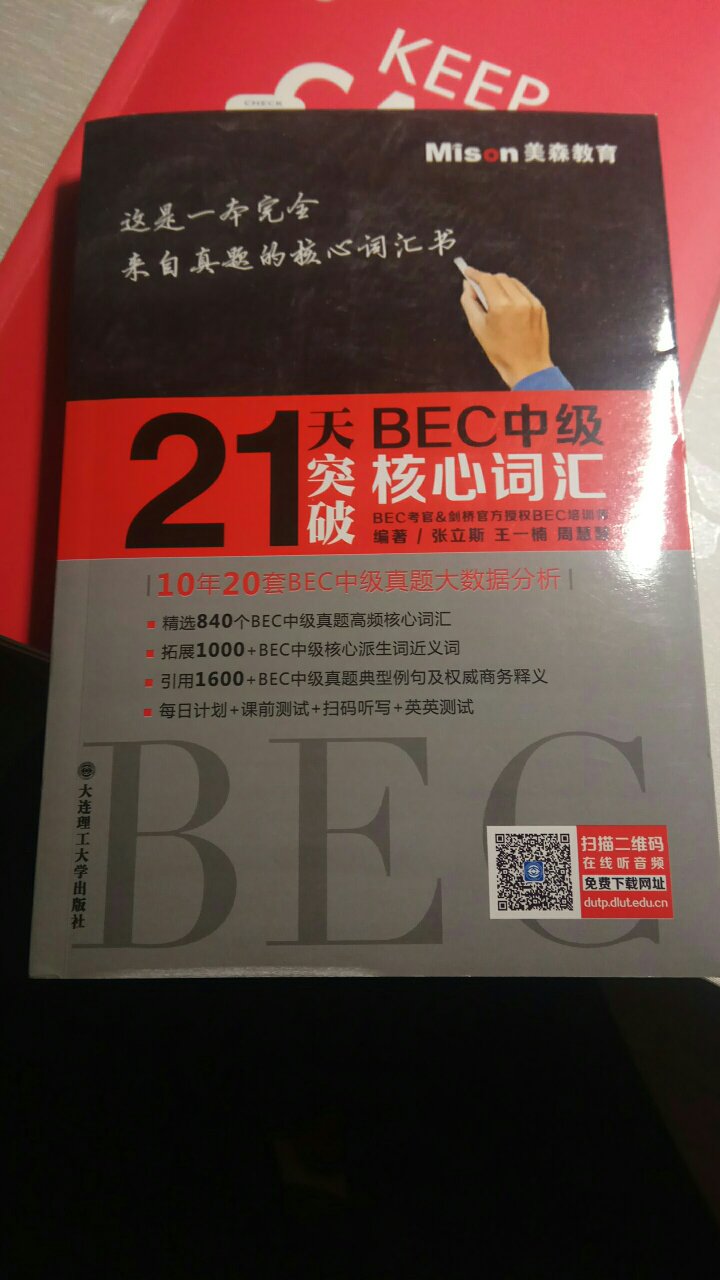 KEEP
CHECK
Mison 美森教育
这是一本完全
来自真题的核心词汇书
21天突破
BEC中级
核心词汇
BEC考官&剑桥官方授权BEC培训师
编著 / 张立斯 王一楠 周慧
10年20套BEC中级真题大数据分析
精选840个BEC中级真题高频核心词汇
拓展1000+BEC中级核心派生词近义词
引用1600+BEC中级真题典型例句及权威商务释义
每日计划+课前测试+扫码听写+英英测试
BEC
大连理工大学出版社
扫描二维码
在线听音频
免费下载网址
dutp.dlut.edu.cn